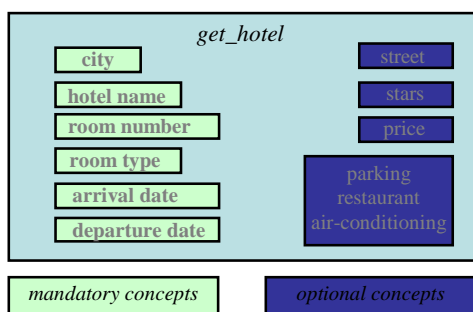 get_hotel
city
hotel name
room number
room type
arrival date
departure date
street
stars
price
parking
restaurant
air-conditioning
mandatory concepts
optional concepts